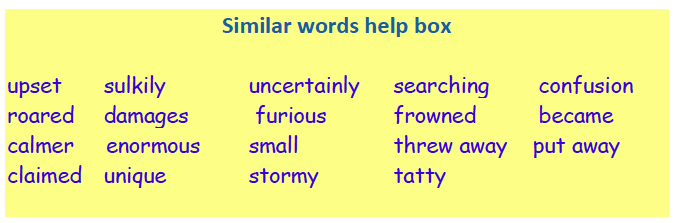 Similar words help box
upset sulkily uncertainly searching confusion
roared damages furious frowned became
calmer enormous small threw away put away
claimed unique stormy tatty